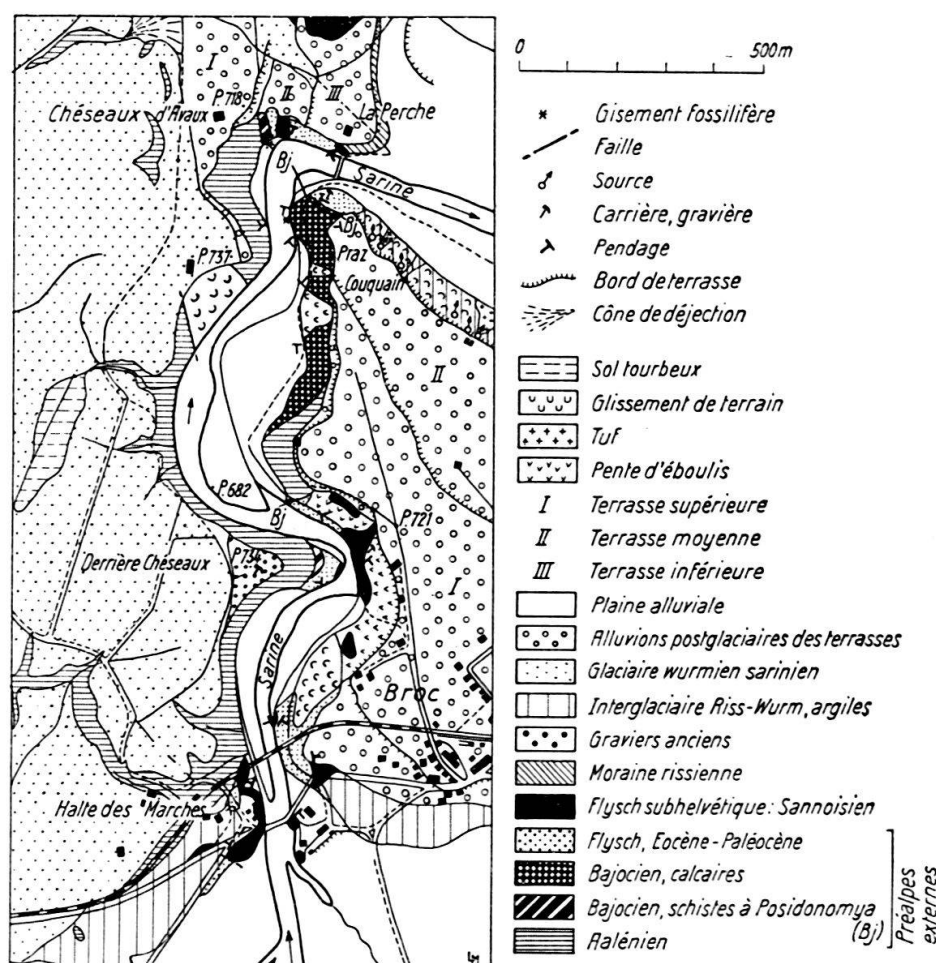 I
II
III
P.718
La Perche
Chéseaux d'Avaux
Bj
Sarine
Bj
P.737
Praz
Couquain
II
P.682
Bj
P.721
P.734
Derrière Chéseaux
I
Sarine
Broc
Halte des Marches
0 500 m
Gisement fossilifère
Faille
Source
Carrière, gravière
Pendage
Bord de terrasse
Cône de déjection
Sol tourbeux
Glissement de terrain
Tuf
Pente d'éboulis
I Terrasse supérieure
II Terrasse moyenne
III Terrasse inférieure
Plaine alluviale
Alluvions postglaciaires des terrasses
Glaciaire wurmien sarinien
Interglaciaire Riss-Wurm, argiles
Graviers anciens
Moraine rissienne
Flysch subhelvétique: Sannoisien
Flysch, Eocène-Paléocène
Bajocien, calcaires
Bajocien, schistes à Posidonomya
(Bj)
Aalénien
Préalpes
externes